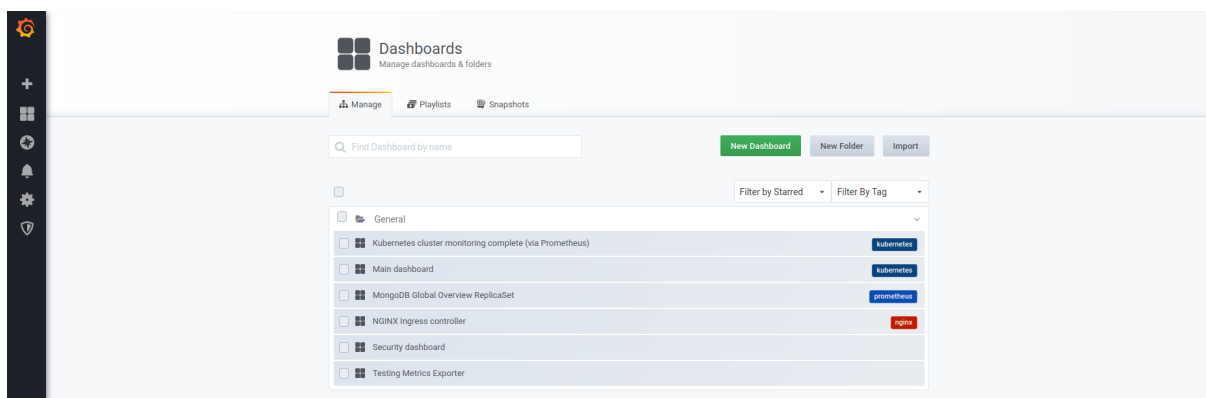 Dashboards
Manage dashboards & folders
Manage Playlists Snapshots
Find Dashboard by name New Dashboard New Folder Import
Filter by Starred Filter By Tag
General
Kubernetes cluster monitoring complete (via Prometheus) kubernetes
Main dashboard kubernetes
MongoDB Global Overview ReplicaSet prometheus
NGINX Ingress controller nginx
Security dashboard
Testing Metrics Exporter